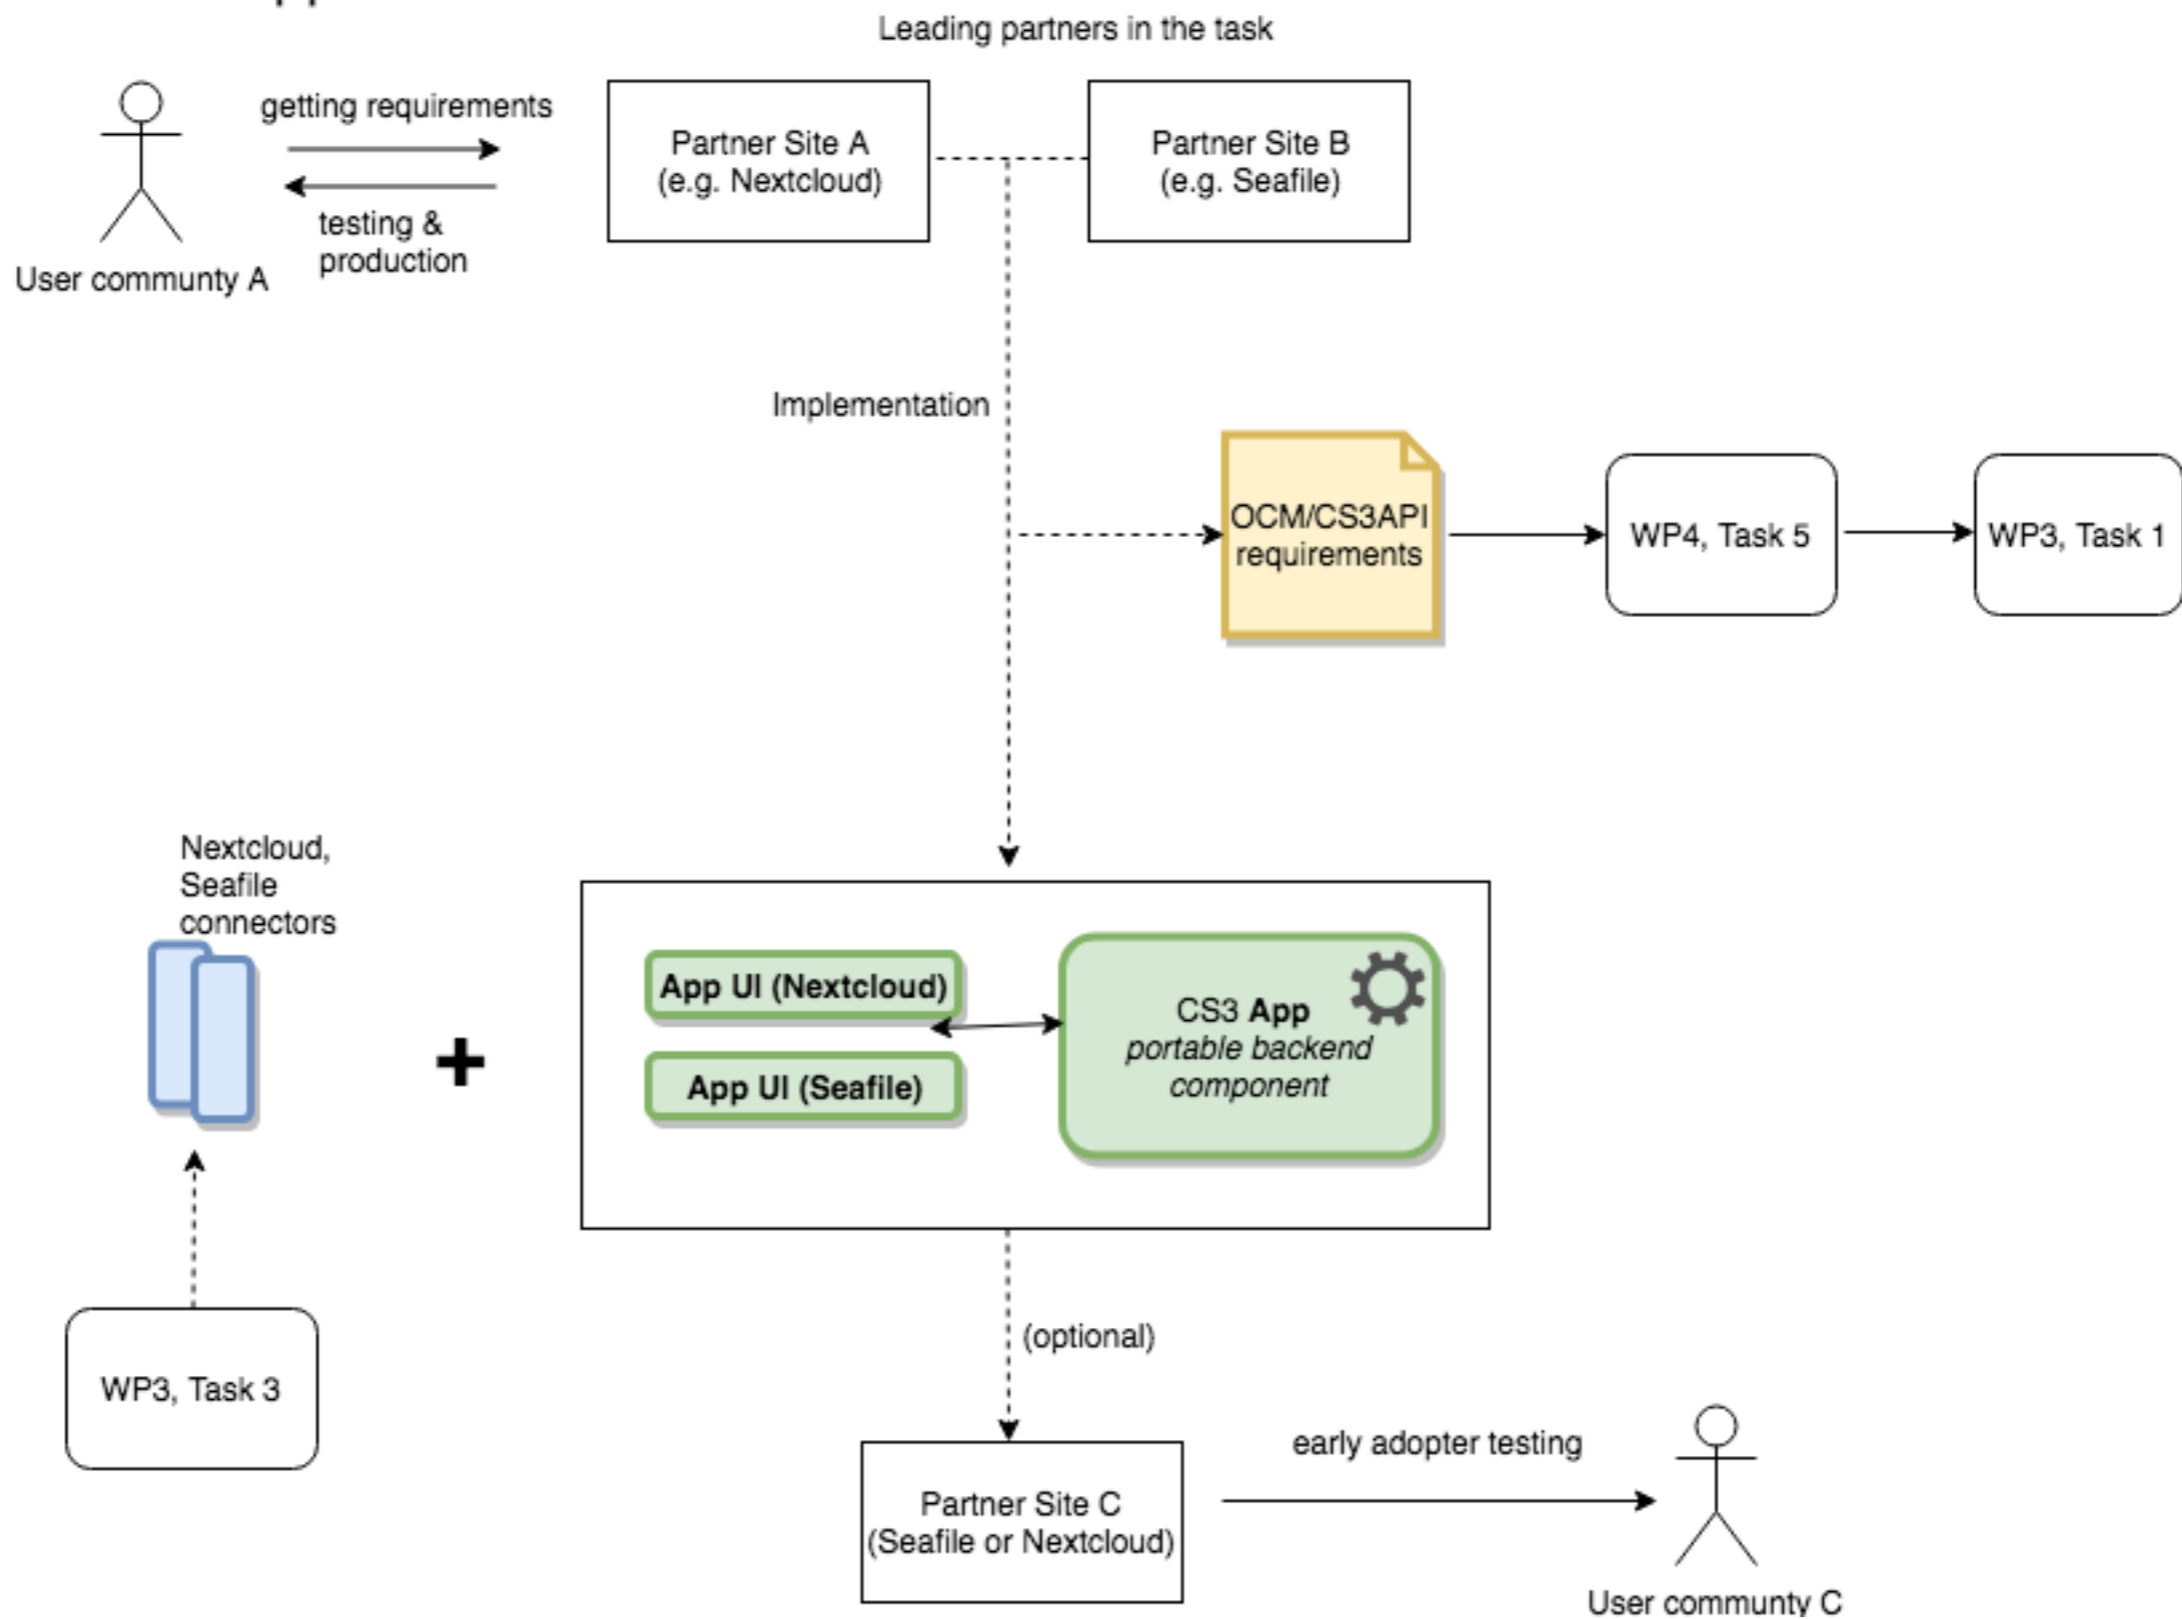 Leading partners in the task
getting requirements
testing &
production
User communty A
Partner Site A
(e.g. Nextcloud)
Partner Site B
(e.g. Seafile)
Implementation
OCM/CS3API
requirements
WP4, Task 5
WP3, Task 1
Nextcloud,
Seafile
connectors
+
App UI (Nextcloud)
App UI (Seafile)
CS3 App
portable backend
component
WP3, Task 3
(optional)
Partner Site C
(Seafile or Nextcloud)
early adopter testing
User communty C